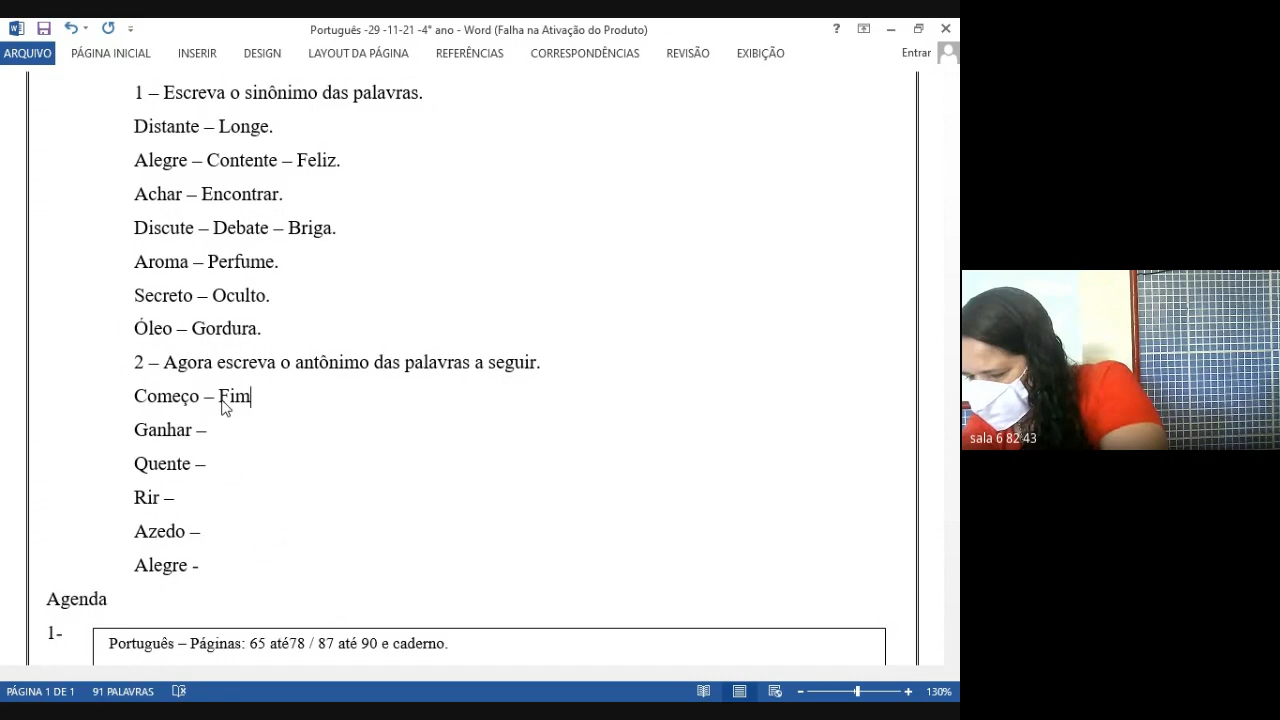 Português -29 -11-21 -4° ano - Word (Falha na Ativação do Produto)
ARQUIVO PÁGINA INICIAL INSERIR DESIGN LAYOUT DA PÁGINA REFERÊNCIAS CORRESPONDÊNCIAS REVISÃO EXIBIÇÃO Entrar
1 – Escreva o sinônimo das palavras.
Distante – Longe.
Alegre – Contente – Feliz.
Achar – Encontrar.
Discute – Debate – Briga.
Aroma – Perfume.
Secreto – Oculto.
Óleo – Gordura.
2 – Agora escreva o antônimo das palavras a seguir.
Começo – Fim
Ganhar –
Quente –
Rir –
Azedo –
Alegre -
Agenda
1-
Português – Páginas: 65 até78 / 87 até 90 e caderno.
PÁGINA 1 DE 1 91 PALAVRAS 130%
sala 6 82 43